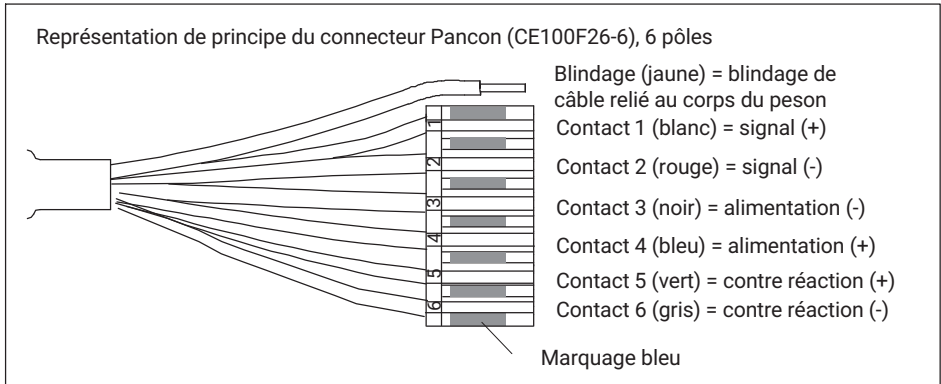 Représentation de principe du connecteur Pancon (CE100F26-6), 6 pôles
Blindage (jaune) = blindage de
câble relié au corps du peson
1
Contact 1 (blanc) = signal (+)
2
Contact 2 (rouge) = signal (-)
3
Contact 3 (noir) = alimentation (-)
4
Contact 4 (bleu) = alimentation (+)
5
Contact 5 (vert) = contre réaction (+)
6
Contact 6 (gris) = contre réaction (-)
Marquage bleu